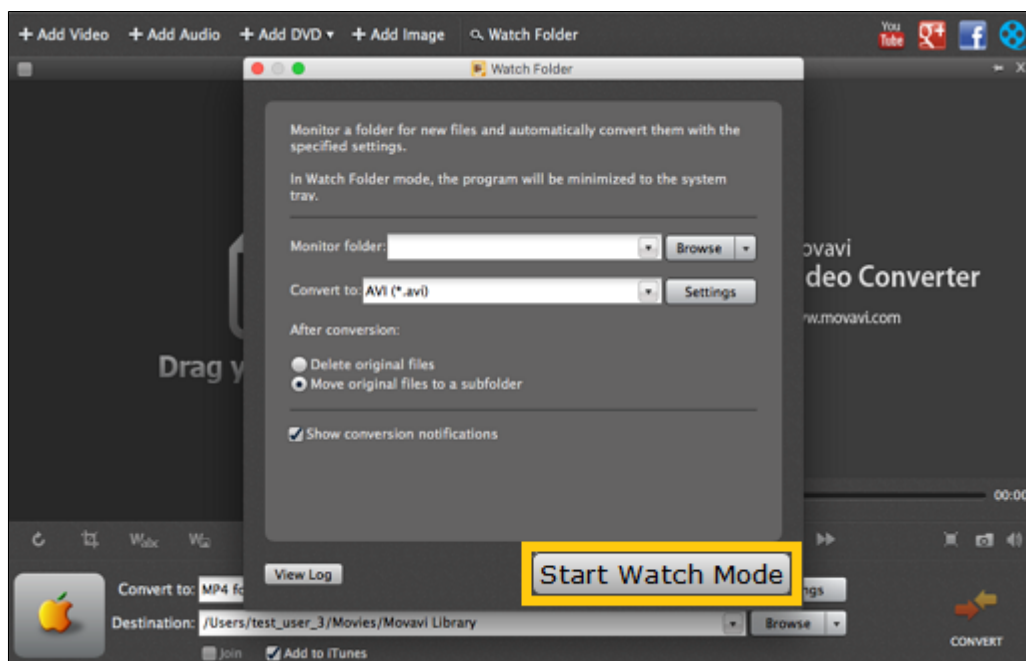 + Add Video + Add Audio + Add DVD ▾ + Add Image Watch Folder
You
Tube
Watch Folder
Monitor a folder for new files and automatically convert them with the
specified settings.
In Watch Folder mode, the program will be minimized to the system
tray.
Monitor folder: Browse
ovavi
deo Converter
Convert to: AVI (*.avi) Settings
w.movavi.com
After conversion:
Drag y
Delete original files
Move original files to a subfolder
Show conversion notifications
00:00
View Log
Start Watch Mode
Convert to: MP4 fo ngs
Destination: /Users/test_user_3/Movies/Movavi Library Browse
Join Add to iTunes
CONVERT